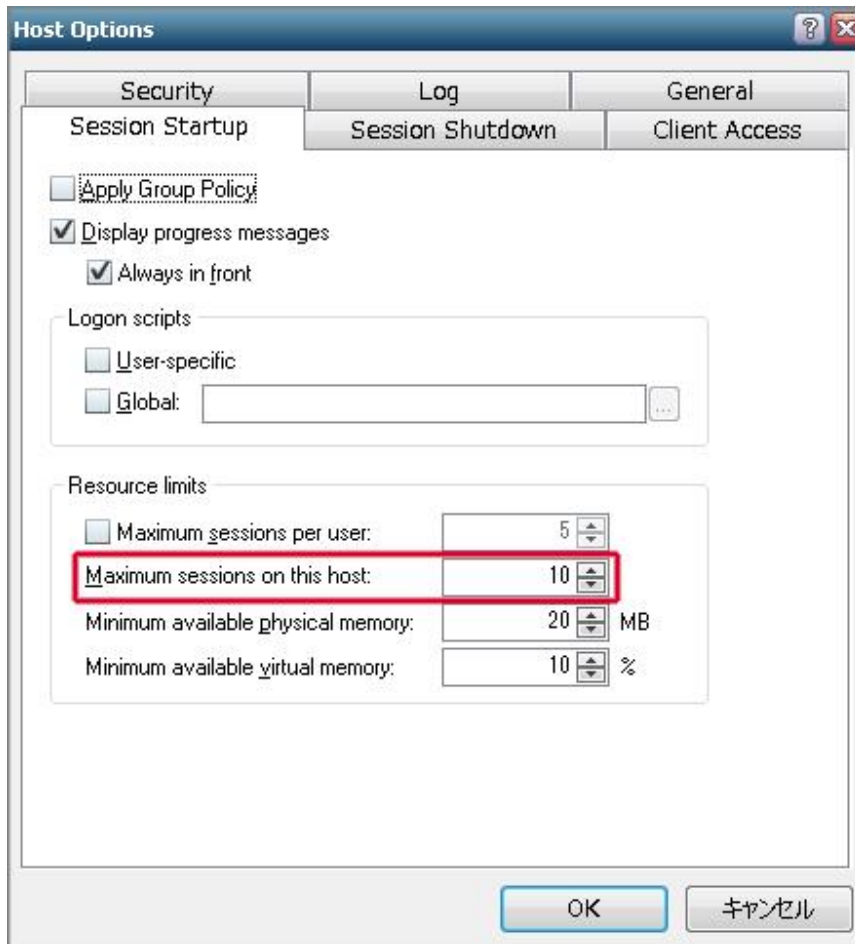 Host Options
Security Log General
Session Startup Session Shutdown Client Access
Apply Group Policy
Display progress messages
Always in front
Logon scripts
User-specific
Global: ...
Resource limits
Maximum sessions per user: 5
Maximum sessions on this host: 10
Minimum available physical memory: 20 MB
Minimum available virtual memory: 10 %
OK キャンセル